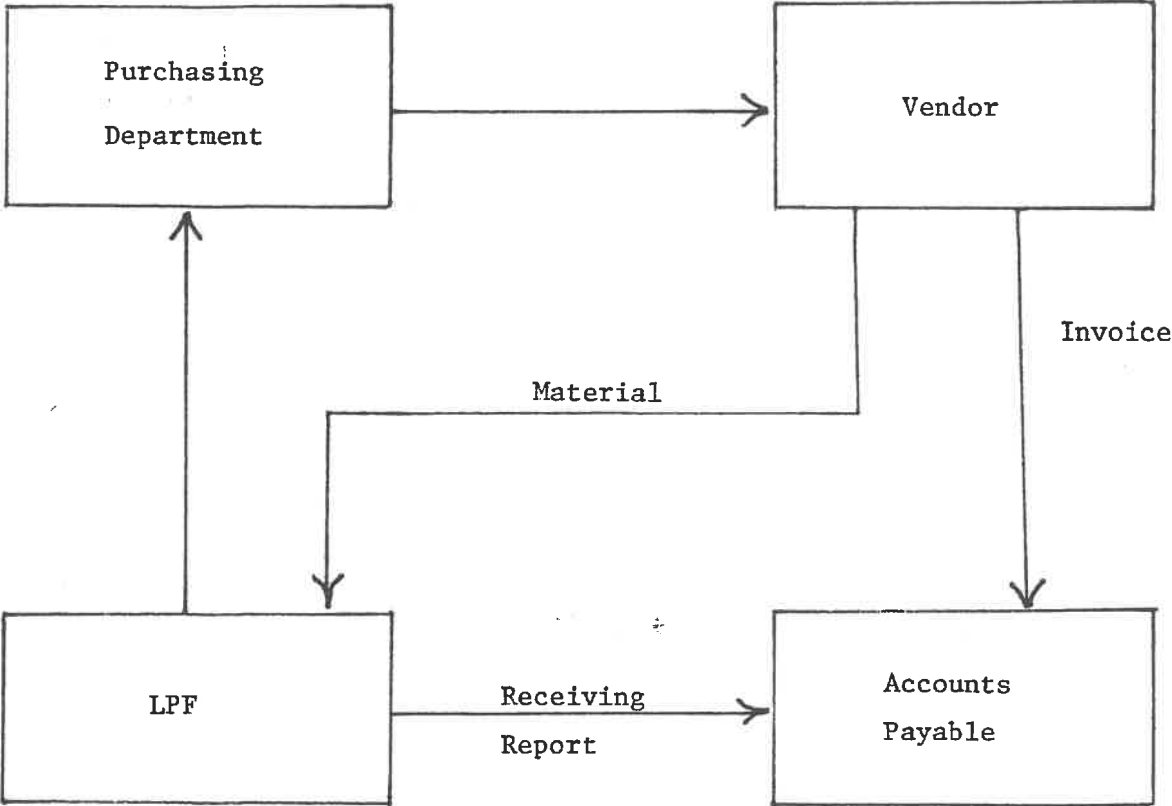 Purchasing
Department
Vendor
Invoice
Material
LPF
Receiving
Report
Accounts
Payable